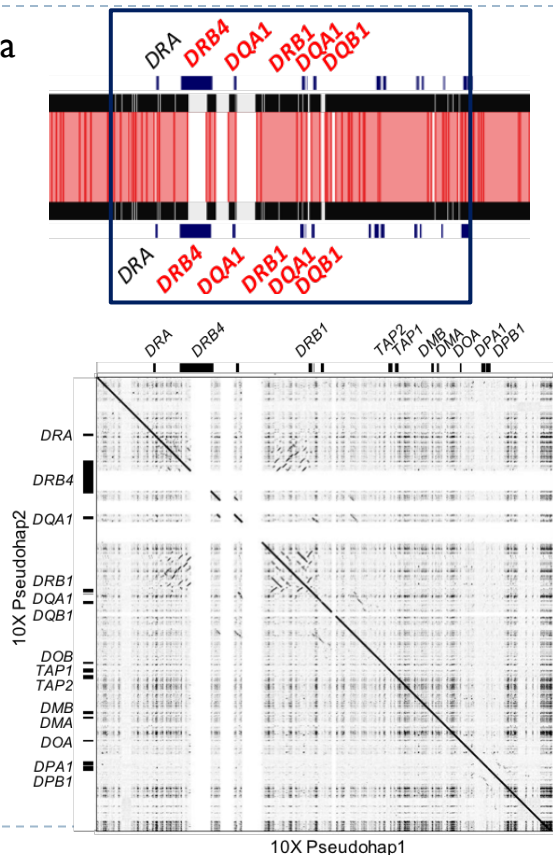 a
DRA DRB4 DQA1 DRB1 DQA1 DQB1
DRA DRB4 DQA1 DRB1 DQA1 DQB1
DRA DRB4 DRB1 TAP2 TAP1 DMB DMA DOA DPA1 DPB1
DRA
DRB4
DQA1
DRB1
DQA1
DQB1
DOB
TAP1
TAP2
DMB
DMA
DOA
DPA1
DPB1
10X Pseudohap2
10X Pseudohap1